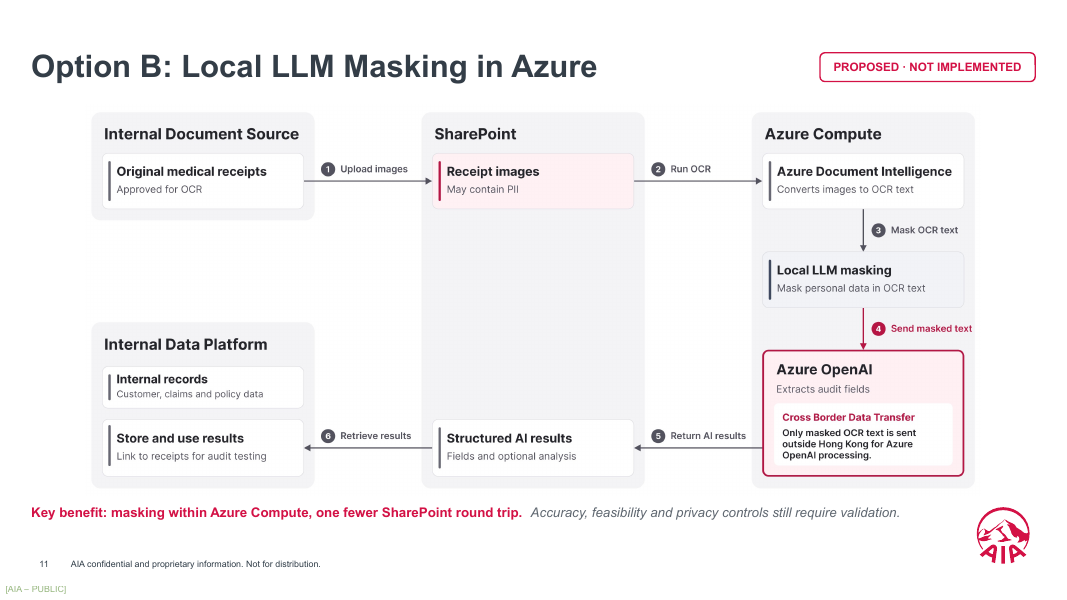 Option B: Local LLM Masking in Azure
PROPOSED · NOT IMPLEMENTED
Internal Document Source
Original medical receipts
Approved for OCR
1 Upload images
SharePoint
Receipt images
May contain PII
2 Run OCR
Azure Compute
Azure Document Intelligence
Converts images to OCR text
3 Mask OCR text
Local LLM masking
Mask personal data in OCR text
4 Send masked text
Azure OpenAI
Extracts audit fields
Cross Border Data Transfer
Only masked OCR text is sent
outside Hong Kong for Azure
OpenAI processing.
5 Return AI results
Structured AI results
Fields and optional analysis
6 Retrieve results
Internal Data Platform
Internal records
Customer, claims and policy data
Store and use results
Link to receipts for audit testing
Key benefit: masking within Azure Compute, one fewer SharePoint round trip. Accuracy, feasibility and privacy controls still require validation.
AIA
11 AIA confidential and proprietary information. Not for distribution.
[AIA – PUBLIC]